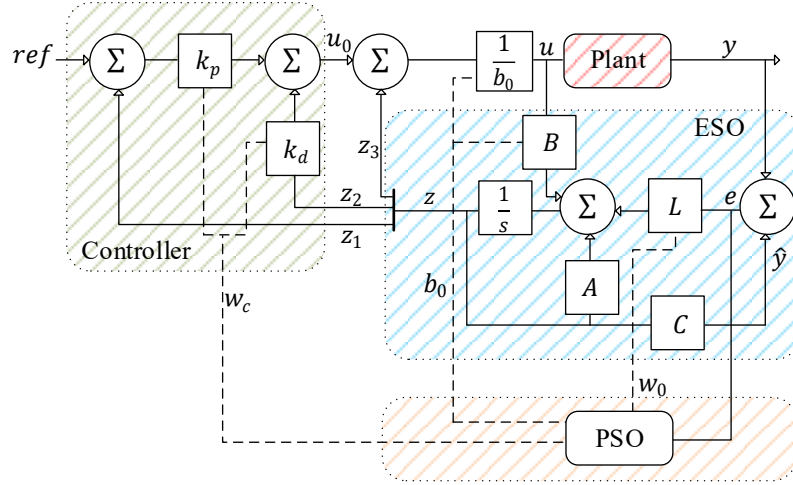 ref
Σ
k_p
Σ
u_0
Σ
1
b_0
u
Plant
y
ESO
k_d
z_3
B
z_2
z
1
s
Σ
L
e
Σ
z_1
Controller
b_0
A
ŷ
w_c
C
w_0
PSO